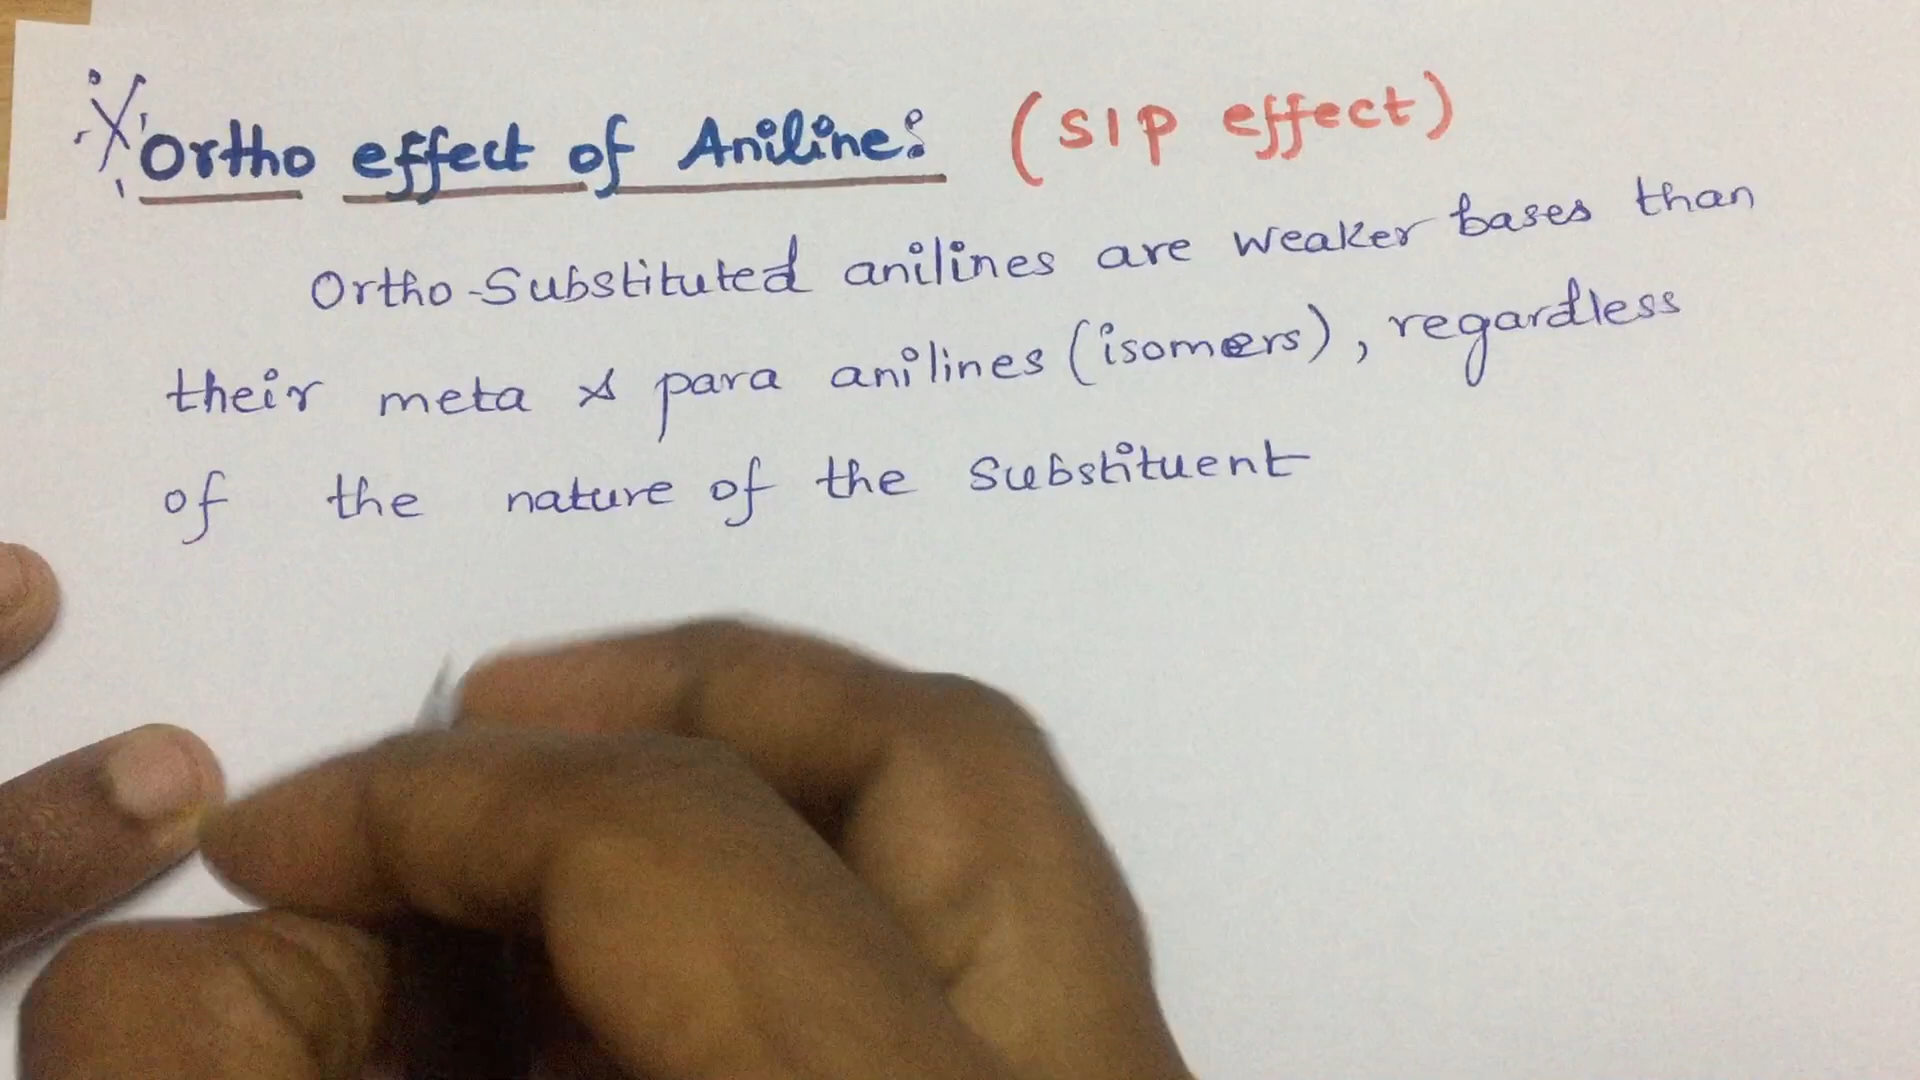 Ortho effect of Aniline: (SIP effect)
Ortho-Substituted anilines are weaker bases than
their meta & para anilines (isomers), regardless
of the nature of the substituent